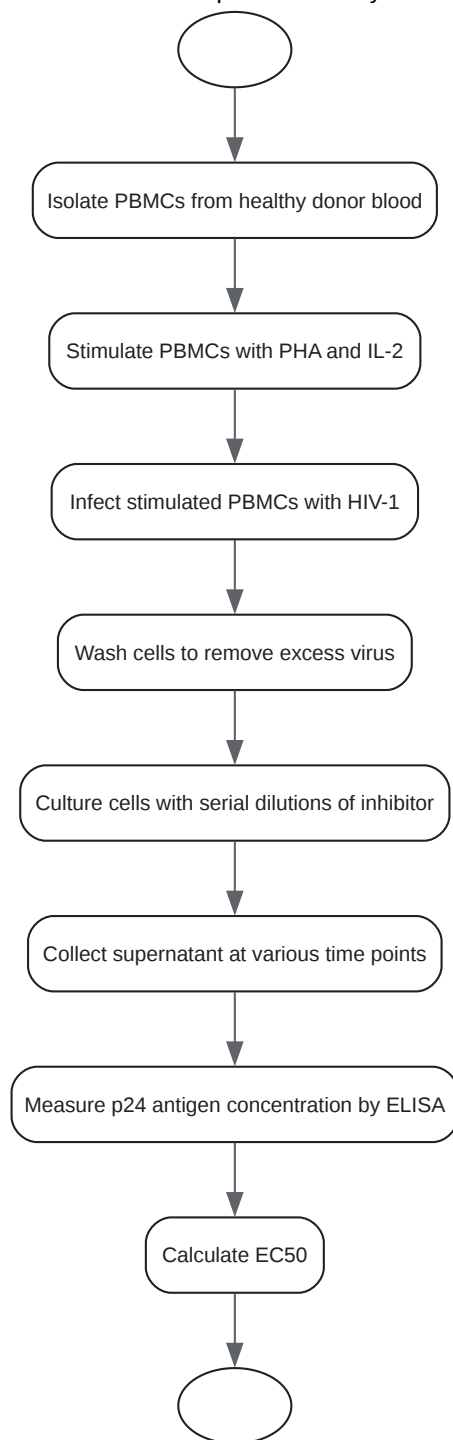 Isolate PBMCs from healthy donor blood
Stimulate PBMCs with PHA and IL-2
Infect stimulated PBMCs with HIV-1
Wash cells to remove excess virus
Culture cells with serial dilutions of inhibitor
Collect supernatant at various time points
Measure p24 antigen concentration by ELISA
Calculate EC50